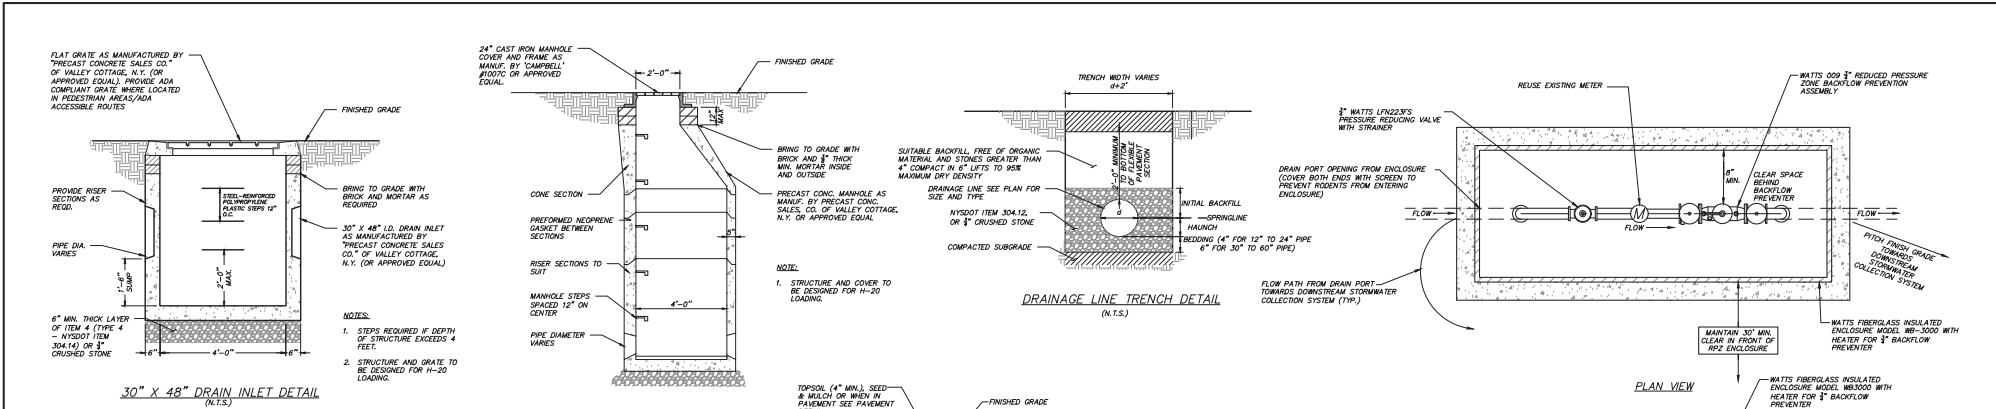 FLAT GRATE AS MANUFACTURED BY
"PRECAST CONCRETE SALES CO."
OF VALLEY COTTAGE, N.Y. (OR
APPROVED EQUAL). PROVIDE ADA
COMPLIANT GRATE WHERE LOCATED
IN PEDESTRIAN AREAS/ADA
ACCESSIBLE ROUTES
FINISHED GRADE
PROVIDE RISER
SECTIONS AS
REQD.
STEEL-REINFORCED
POLYPROPYLENE
PLASTIC STEPS 12"
O.C.
BRING TO GRADE WITH
BRICK AND MORTAR AS
REQUIRED
30" X 48" I.D. DRAIN INLET
AS MANUFACTURED BY
"PRECAST CONCRETE SALES
CO." OF VALLEY COTTAGE,
N.Y. (OR APPROVED EQUAL)
PIPE DIA.
VARIES
1'-6"
SUMP
2'-0"
MAX.
6" MIN. THICK LAYER
OF ITEM 4 (TYPE 4
- NYSDOT ITEM
304.14) OR 3/4"
CRUSHED STONE
6"
4'-0"
6"
NOTES:
1. STEPS REQUIRED IF DEPTH
OF STRUCTURE EXCEEDS 4
FEET.
2. STRUCTURE AND GRATE TO
BE DESIGNED FOR H-20
LOADING.
30" X 48" DRAIN INLET DETAIL
(N.T.S.)
24" CAST IRON MANHOLE
COVER AND FRAME AS
MANUF. BY 'CAMPBELL'
#1007C OR APPROVED
EQUAL.
2'-0"
FINISHED GRADE
12"
MAX
BRING TO GRADE WITH
BRICK AND 3/4" THICK
MIN. MORTAR INSIDE
AND OUTSIDE
CONE SECTION
PRECAST CONC. MANHOLE AS
MANUF. BY PRECAST CONC.
SALES, CO. OF VALLEY COTTAGE,
N.Y. OR APPROVED EQUAL
PREFORMED NEOPRENE
GASKET BETWEEN
SECTIONS
5"
RISER SECTIONS TO
SUIT
MANHOLE STEPS
SPACED 12" ON
CENTER
4'-0"
PIPE DIAMETER
VARIES
NOTE:
1. STRUCTURE AND COVER TO
BE DESIGNED FOR H-20
LOADING.
TOPSOIL (4" MIN.), SEED
& MULCH OR WHEN IN
PAVEMENT SEE PAVEMENT
FINISHED GRADE
TRENCH WIDTH VARIES
d+2'
SUITABLE BACKFILL, FREE OF ORGANIC
MATERIAL AND STONES GREATER THAN
4" COMPACT IN 6" LIFTS TO 95%
MAXIMUM DRY DENSITY
2'-0" MINIMUM
TO BOTTOM
OF FLEXIBLE
PAVEMENT
SECTION
DRAINAGE LINE SEE PLAN FOR
SIZE AND TYPE
NYSDOT ITEM 304.12,
OR 3/4" CRUSHED STONE
d
INITIAL BACKFILL
SPRINGLINE
HAUNCH
BEDDING (4" FOR 12" TO 24" PIPE
6" FOR 30" TO 60" PIPE)
COMPACTED SUBGRADE
DRAINAGE LINE TRENCH DETAIL
(N.T.S.)
REUSE EXISTING METER
WATTS 009 3/4" REDUCED PRESSURE
ZONE BACKFLOW PREVENTION
ASSEMBLY
3/4" WATTS LFN223FS
PRESSURE REDUCING VALVE
WITH STRAINER
DRAIN PORT OPENING FROM ENCLOSURE
(COVER BOTH ENDS WITH SCREEN TO
PREVENT RODENTS FROM ENTERING
ENCLOSURE)
8"
MIN.
CLEAR SPACE
BEHIND
BACKFLOW
PREVENTER
FLOW
M
FLOW
FLOW
PITCH FINISH GRADE
TOWARDS
DOWNSTREAM
STORMWATER
COLLECTION SYSTEM
FLOW PATH FROM DRAIN PORT
TOWARDS DOWNSTREAM STORMWATER
COLLECTION SYSTEM (TYP.)
MAINTAIN 30' MIN.
CLEAR IN FRONT OF
RPZ ENCLOSURE
WATTS FIBERGLASS INSULATED
ENCLOSURE MODEL WB-3000 WITH
HEATER FOR 3/4" BACKFLOW
PREVENTER
PLAN VIEW
WATTS FIBERGLASS INSULATED
ENCLOSURE MODEL WB3000 WITH
HEATER FOR 3/4" BACKFLOW
PREVENTER